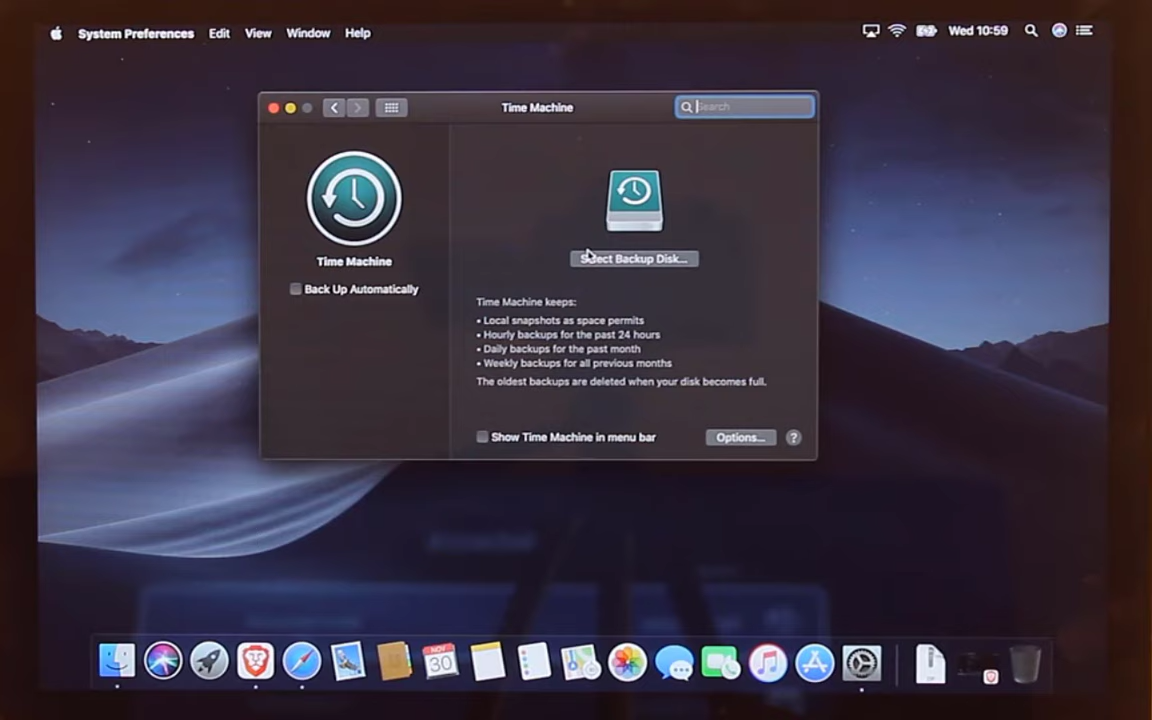 System Preferences Edit View Window Help Wed 10:59
Time Machine Search
Select Backup Disk...
Time Machine
Back Up Automatically
Time Machine keeps:
• Local snapshots as space permits
• Hourly backups for the past 24 hours
• Daily backups for the past month
• Weekly backups for all previous months
The oldest backups are deleted when your disk becomes full.
Show Time Machine in menu bar Options... ?
NOV
30